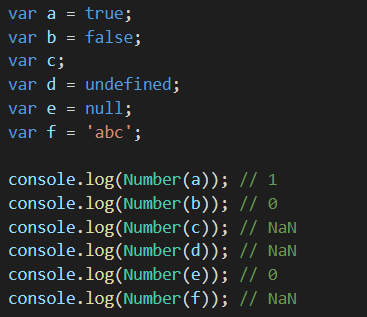 var a = true;
var b = false;
var c;
var d = undefined;
var e = null;
var f = 'abc';

console.log(Number(a)); // 1
console.log(Number(b)); // 0
console.log(Number(c)); // NaN
console.log(Number(d)); // NaN
console.log(Number(e)); // 0
console.log(Number(f)); // NaN